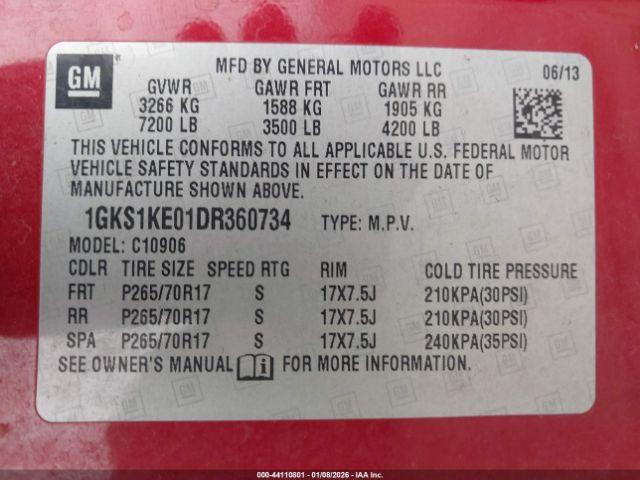 GM
MFD BY GENERAL MOTORS LLC 06/13
GVWR GAWR FRT GAWR RR
3266 KG 1588 KG 1905 KG
7200 LB 3500 LB 4200 LB
THIS VEHICLE CONFORMS TO ALL APPLICABLE U.S. FEDERAL MOTOR
VEHICLE SAFETY STANDARDS IN EFFECT ON THE DATE OF
MANUFACTURE SHOWN ABOVE.
1GKS1KE01DR360734 TYPE: M.P.V.
MODEL: C10906
CDLR TIRE SIZE SPEED RTG RIM COLD TIRE PRESSURE
FRT P265/70R17 S 17X7.5J 210KPA(30PSI)
RR P265/70R17 S 17X7.5J 210KPA(30PSI)
SPA P265/70R17 S 17X7.5J 240KPA(35PSI)
SEE OWNER'S MANUAL i FOR MORE INFORMATION.
000-44110801 - 01/08/2026 - IAAI.COM